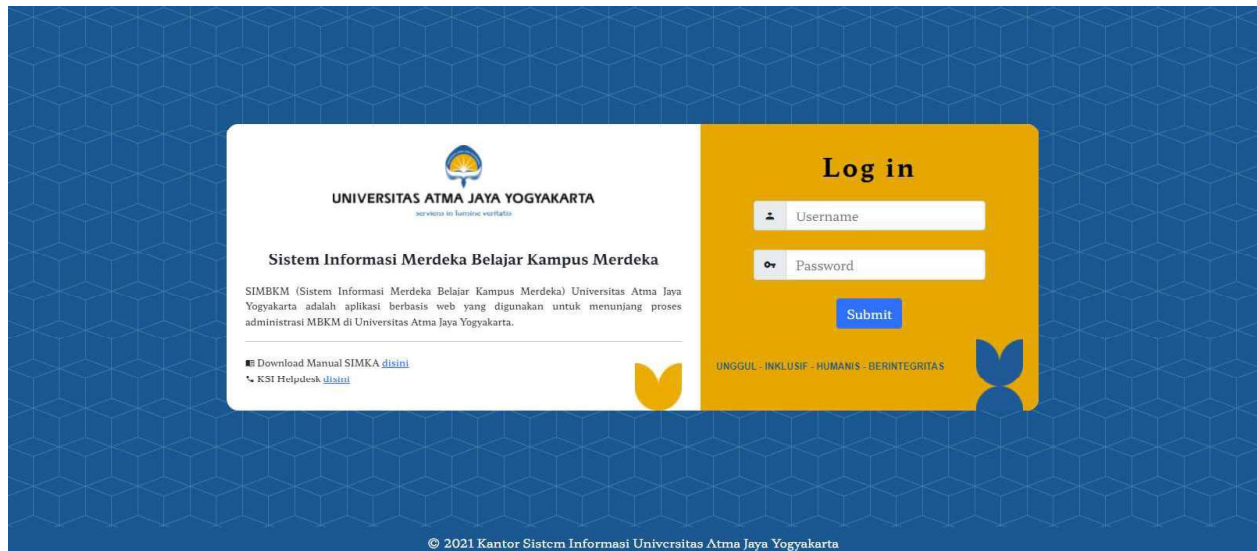 UNIVERSITAS ATMA JAYA YOGYAKARTA
serviens in lumine veritatis
Sistem Informasi Merdeka Belajar Kampus Merdeka
SIMBKM (Sistem Informasi Merdeka Belajar Kampus Merdeka) Universitas Atma Jaya
Yogyakarta adalah aplikasi berbasis web yang digunakan untuk menunjang proses
administrasi MBKM di Universitas Atma Jaya Yogyakarta.
Download Manual SIMKA disini
KSI Helpdesk disini
Log in
Username
Password
Submit
UNGGUL - INKLUSIF - HUMANIS - BERINTEGRITAS
© 2021 Kantor Sistem Informasi Universitas Atma Jaya Yogyakarta